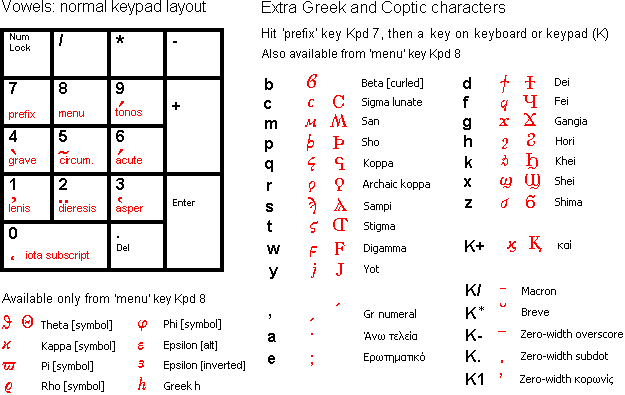 Vowels: normal keypad layout
Num Lock / * -
7 prefix 8 menu 9 tónos +
4 grave 5 circum. 6 acute
1 lenis 2 dieresis 3 asper Enter
0 iota subscript . Del
Available only from 'menu' key Kpd 8
ϑ ϴ Theta [symbol] φ Phi [symbol]
ϰ Kappa [symbol] ε Epsilon [alt]
ϖ Pi [symbol] з Epsilon [inverted]
ϱ Rho [symbol] h Greek h
Extra Greek and Coptic characters
Hit 'prefix' key Kpd 7, then a key on keyboard or keypad (K)
Also available from 'menu' key Kpd 8
b ϐ Beta [curled]
c c C Sigma lunate
m ϻ Ϻ San
p ϸ Ϸ Sho
q ϛ Ϛ Koppa
r ϙ Ϙ Archaic koppa
s ϡ Ϡ Sampi
t Stigma
w ϝ F Digamma
y j J Yot
, ʹ Gr numeral
a · Άνω τελεία
e ; Ερωτηματικό
d ϯ Ϯ Dei
f ϥ Ϥ Fei
g ϫ Ϫ Gangia
h ϩ Ϩ Hori
k ϧ Ϧ Khei
x ϣ Ϣ Shei
z ϭ Ϭ Shima
K+ ϗ Ϗ καί
K/ ¯ Macron
K* ˘ Breve
K- ‾ Zero-width overscore
K. . Zero-width subdot
K1 ʼ Zero-width κορωνίς